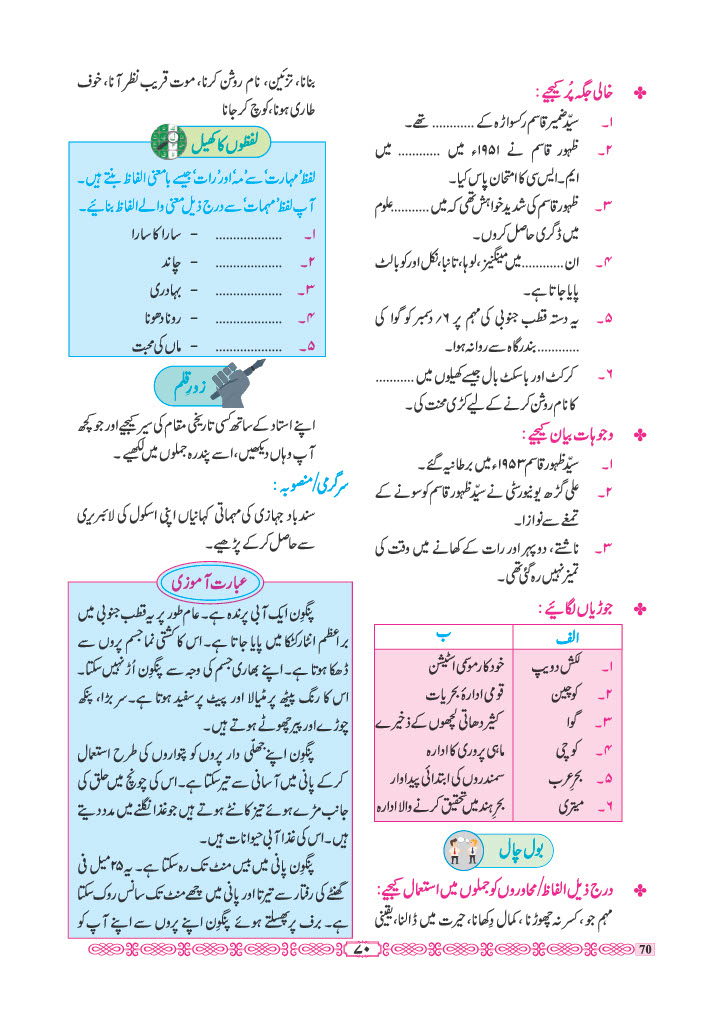 ❖ خالی جگہ پُر کیجیے :
۱۔ سیّد ضمیر قاسم رکسواڑہ کے ............ تھے۔
۲۔ ظہور قاسم نے ۱۹۵۱ء میں ............ میں
ایم۔ایس سی کا امتحان پاس کیا۔
۳۔ ظہور قاسم کی شدید خواہش تھی کہ میں ...........علوم
میں ڈگری حاصل کروں۔
۴۔ ان............میں مینگنیز، لوہا، تانبا، نکل اور کوبالٹ
پایا جاتا ہے۔
۵۔ یہ دستہ قطب جنوبی کی مہم پر ۶؍ دسمبر کو گوا کی
............ بندرگاہ سے روانہ ہوا۔
۶۔ کرکٹ اور باسکٹ بال جیسے کھیلوں میں ...........
کا نام روشن کرنے کے لیے کڑی محنت کی۔
❖ وجوہات بیان کیجیے :
۱۔ سیّد ظہور قاسم ۱۹۵۳ء میں برطانیہ گئے۔
۲۔ علی گڑھ یونیورسٹی نے سیّد ظہور قاسم کو سونے کے
تمغے سے نوازا۔
۳۔ ناشتے، دوپہر اور رات کے کھانے میں وقت کی
تمیز نہیں رہ گئی تھی۔
❖ جوڑیاں لگائیے :
الف ب
۱۔ لکش دویپ خودکار موسمی اسٹیشن
۲۔ کوچین قومی ادارۂ بحریات
۳۔ گوا کثیر دھاتی لچھوں کے ذخیرے
۴۔ کوچی ماہی پروری کا ادارہ
۵۔ بحرِ عرب سمندروں کی ابتدائی پیداوار
۶۔ میتری بحرِ ہند میں تحقیق کرنے والا ادارہ
بول چال
❖ درج ذیل الفاظ/محاوروں کو جملوں میں استعمال کیجیے :
مہم جو، کسر نہ چھوڑنا، کمال دِکھانا، حیرت میں ڈالنا، یقینی
بنانا، تزئین، نام روشن کرنا، موت قریب نظر آنا، خوف
طاری ہونا، کوچ کر جانا
لفظوں کا کھیل
لفظ 'مہارت' سے 'مہ' اور 'رات' جیسے بامعنی الفاظ بنتے ہیں۔
آپ لفظ 'مہمات' سے درج ذیل معنی والے الفاظ بنائیے۔
۱۔ ................. - سارا کا سارا
۲۔ ................. - چاند
۳۔ ................. - بہادری
۴۔ ................. - رونا دھونا
۵۔ ................. - ماں کی محبت
زورِ قلم
اپنے استاد کے ساتھ کسی تاریخی مقام کی سیر کیجیے اور جو کچھ
آپ وہاں دیکھیں، اسے پندرہ جملوں میں لکھیے۔
سرگرمی/منصوبہ :
سندباد جہازی کی مہماتی کہانیاں اپنی اسکول کی لائبریری
سے حاصل کر کے پڑھیے۔
عبارت آموزی
پنگوِن ایک آبی پرندہ ہے۔ عام طور پر یہ قطب جنوبی میں
برِاعظم انٹارکٹکا میں پایا جاتا ہے۔ اس کا کشتی نما جسم پروں سے
ڈھکا ہوتا ہے۔ اپنے بھاری جسم کی وجہ سے پنگوِن اُڑ نہیں سکتا۔
اس کا رنگ پیٹھ پر مٹیالا اور پیٹ پر سفید ہوتا ہے۔ سر بڑا، پنکھ
چوڑے اور پیر چھوٹے ہوتے ہیں۔
پنگوِن اپنے جھلّی دار پروں کو پتواروں کی طرح استعمال
کر کے پانی میں آسانی سے تیر سکتا ہے۔ اس کی چونچ میں حلق کی
جانب مڑے ہوئے تیز کانٹے ہوتے ہیں جو غذا نگلنے میں مدد دیتے
ہیں۔ اس کی غذا آبی حیوانات ہیں۔
پنگوِن پانی میں بیس منٹ تک رہ سکتا ہے۔ یہ ۲۵ میل فی
گھنٹے کی رفتار سے تیرتا اور پانی میں چھے منٹ تک سانس روک سکتا
ہے۔ برف پر پھسلتے ہوئے پنگوِن اپنے پروں سے اپنے آپ کو
۷۰
70